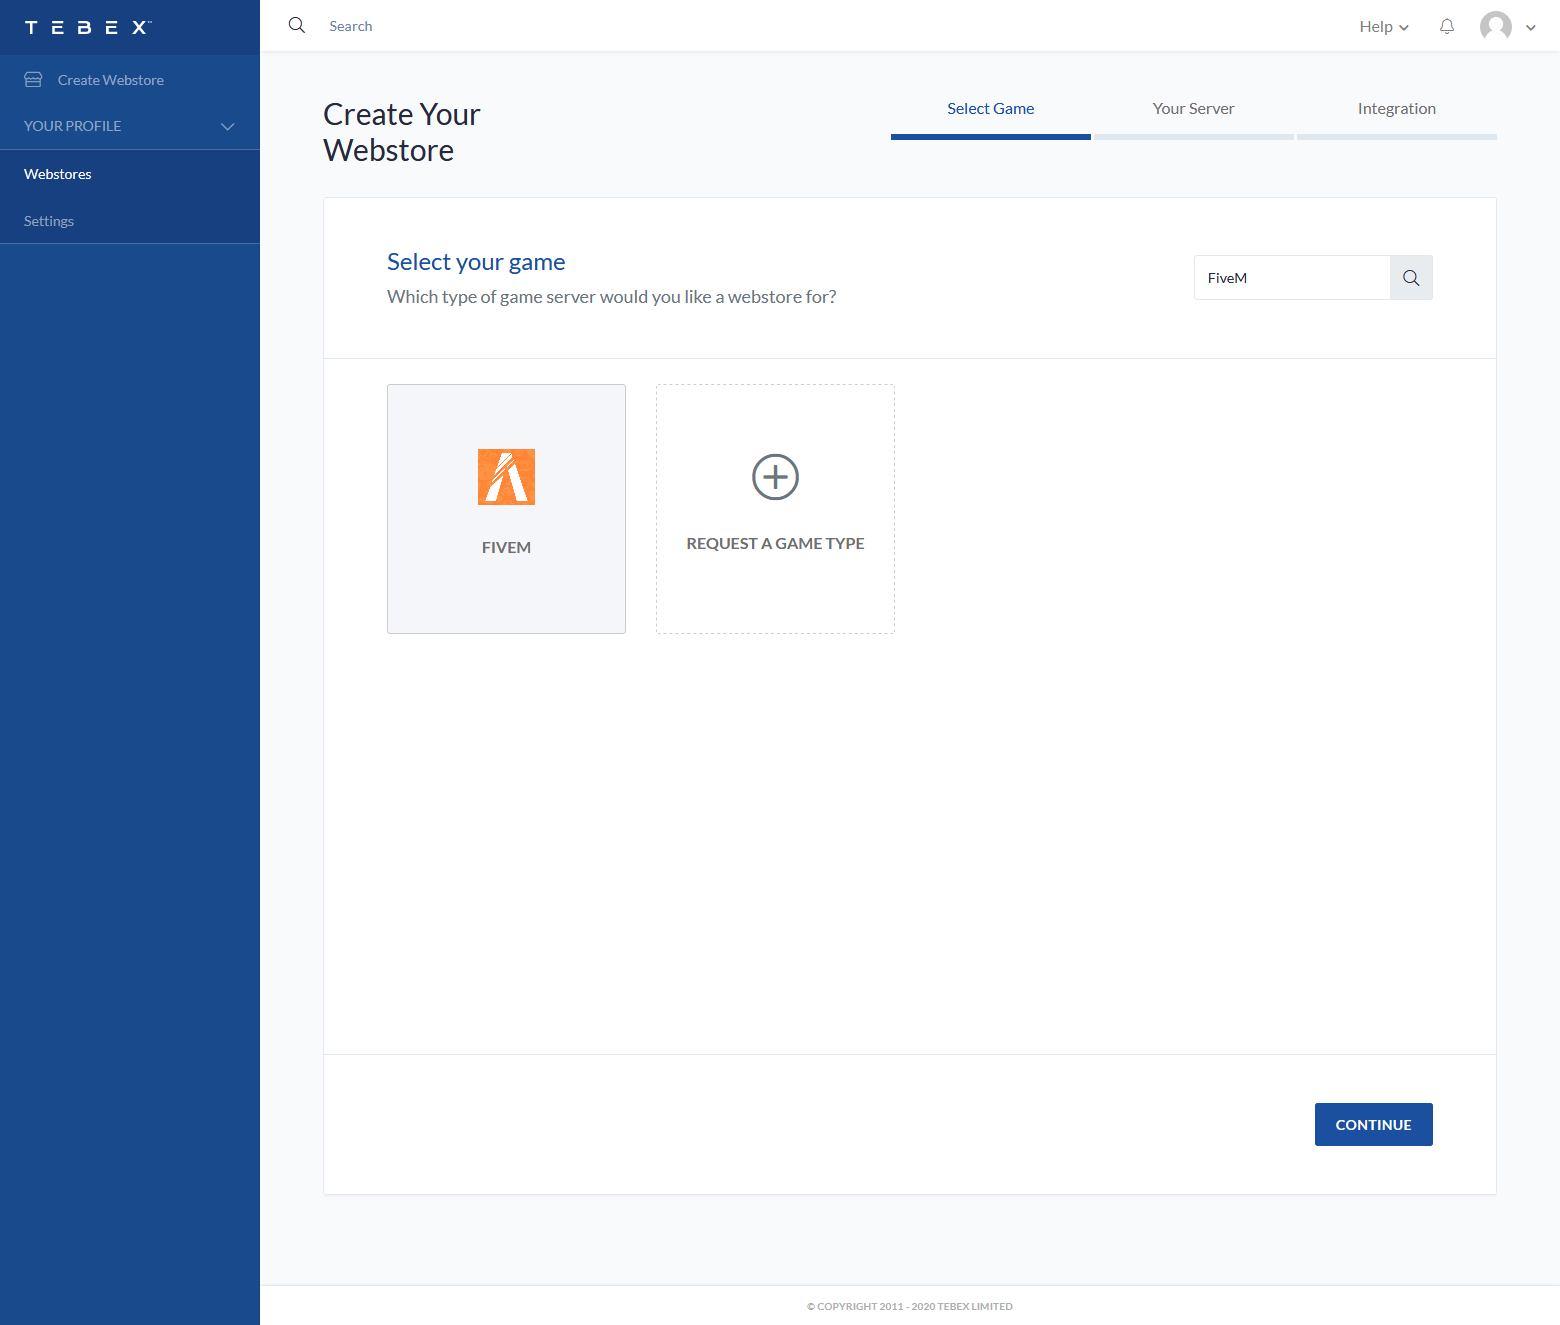 TEBEX™
Create Webstore
YOUR PROFILE
Webstores
Settings
Search
Help
Create Your
Webstore
Select Game
Your Server
Integration
Select your game
Which type of game server would you like a webstore for?
FiveM
FIVEM
REQUEST A GAME TYPE
CONTINUE
© COPYRIGHT 2011 - 2020 TEBEX LIMITED